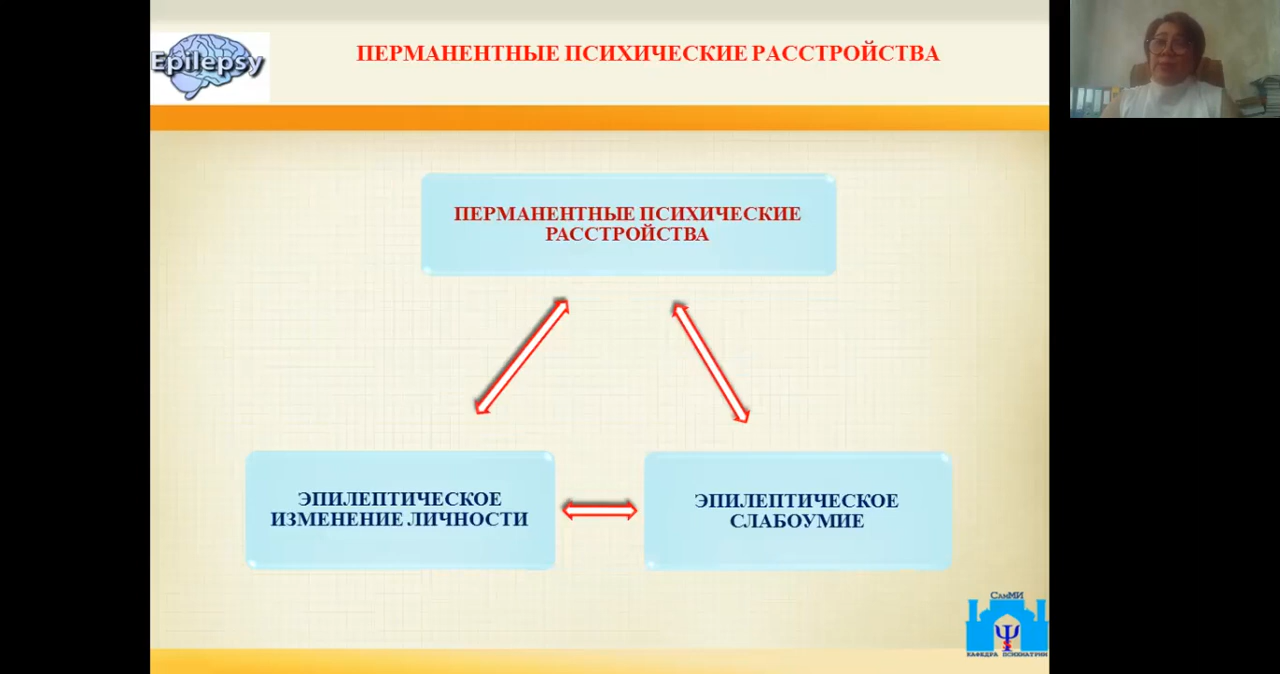 Epilepsy
ПЕРМАНЕНТНЫЕ ПСИХИЧЕСКИЕ РАССТРОЙСТВА
ПЕРМАНЕНТНЫЕ ПСИХИЧЕСКИЕ
РАССТРОЙСТВА
ЭПИЛЕПТИЧЕСКОЕ
ИЗМЕНЕНИЕ ЛИЧНОСТИ
ЭПИЛЕПТИЧЕСКОЕ
СЛАБОУМИЕ
СамМИ
Ψ
КАФЕДРА ПСИХИАТРИИ